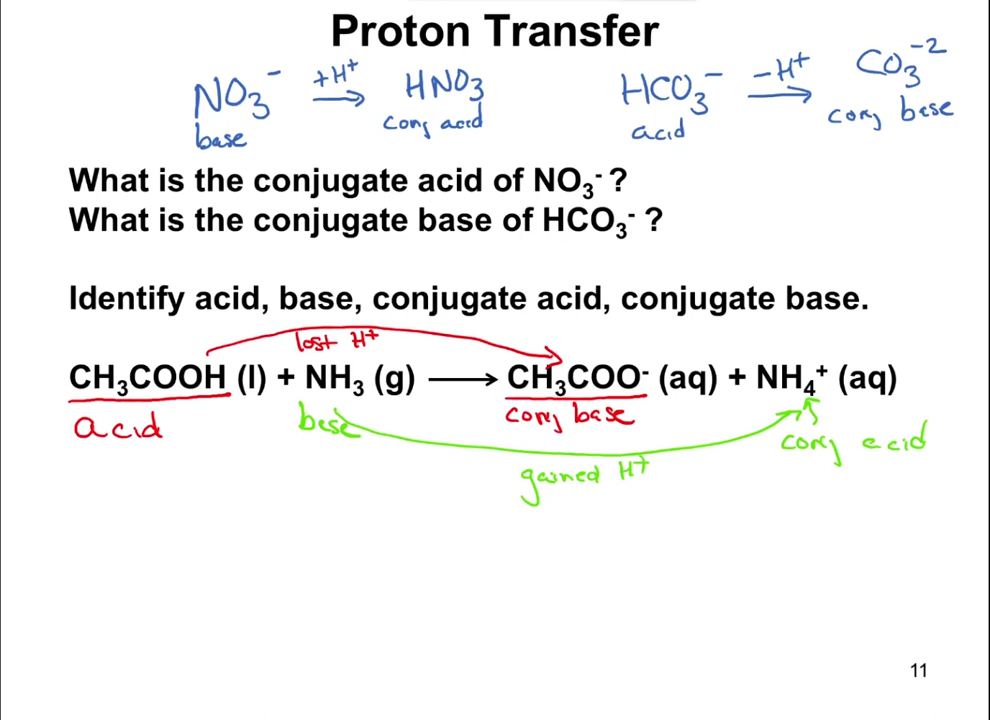 Proton Transfer
NO₃⁻ +H⁺ → HNO₃ HCO₃⁻ -H⁺ → CO₃⁻²
base conj acid acid conj base
What is the conjugate acid of NO₃⁻ ?
What is the conjugate base of HCO₃⁻ ?
Identify acid, base, conjugate acid, conjugate base.
lost H⁺
CH₃COOH (l) + NH₃ (g) ⟶ CH₃COO⁻ (aq) + NH₄⁺ (aq)
acid base conj base conj acid
gained H⁺
11